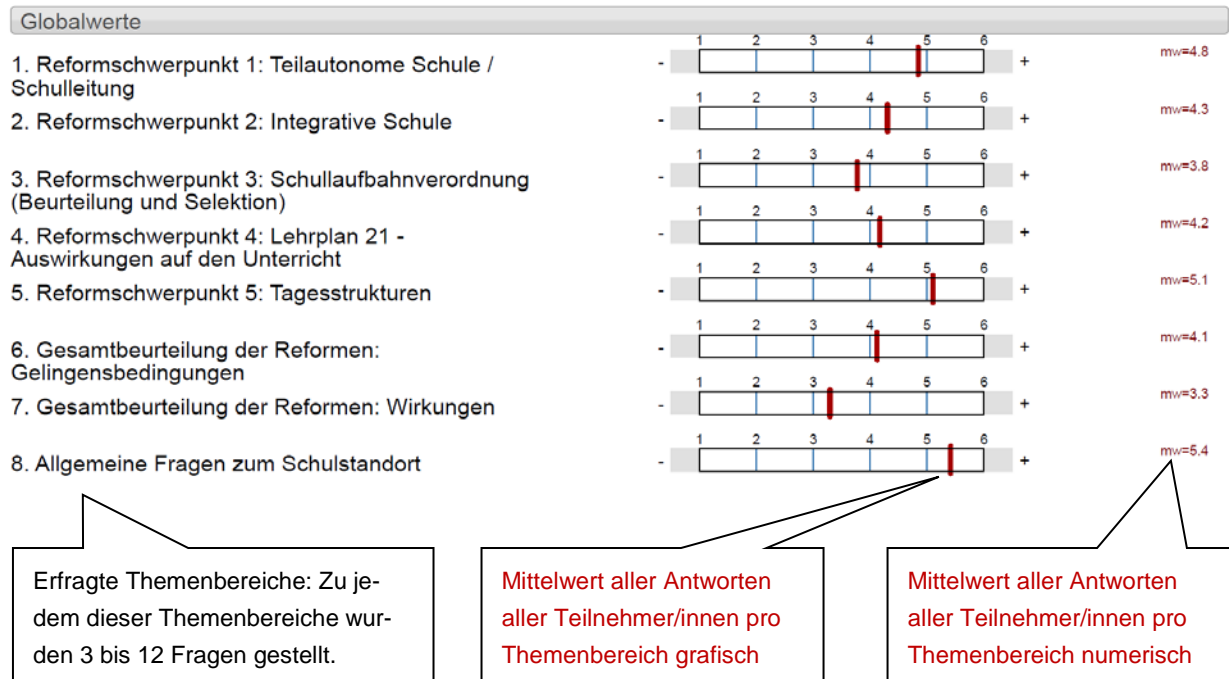 Globalwerte
1. Reformschwerpunkt 1: Teilautonome Schule /
Schulleitung
- 1 2 3 4 5 6 + mw=4.8
2. Reformschwerpunkt 2: Integrative Schule
- 1 2 3 4 5 6 + mw=4.3
3. Reformschwerpunkt 3: Schullaufbahnverordnung
(Beurteilung und Selektion)
- 1 2 3 4 5 6 + mw=3.8
4. Reformschwerpunkt 4: Lehrplan 21 -
Auswirkungen auf den Unterricht
- 1 2 3 4 5 6 + mw=4.2
5. Reformschwerpunkt 5: Tagesstrukturen
- 1 2 3 4 5 6 + mw=5.1
6. Gesamtbeurteilung der Reformen:
Gelingensbedingungen
- 1 2 3 4 5 6 + mw=4.1
7. Gesamtbeurteilung der Reformen: Wirkungen
- 1 2 3 4 5 6 + mw=3.3
8. Allgemeine Fragen zum Schulstandort
- 1 2 3 4 5 6 + mw=5.4
Erfragte Themenbereiche: Zu je-
dem dieser Themenbereiche wur-
den 3 bis 12 Fragen gestellt.
Mittelwert aller Antworten
aller Teilnehmer/innen pro
Themenbereich grafisch
Mittelwert aller Antworten
aller Teilnehmer/innen pro
Themenbereich numerisch